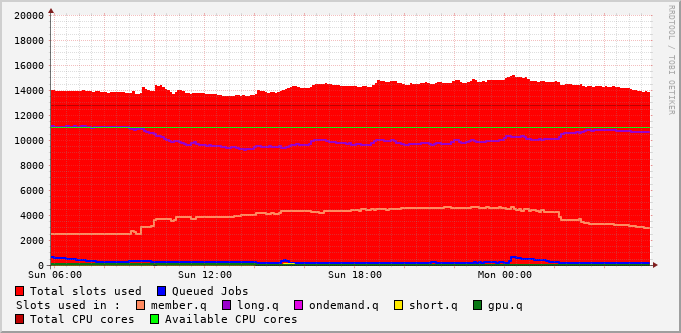 20000
18000
16000
14000
12000
10000
8000
6000
4000
2000
0
Sun 06:00 Sun 12:00 Sun 18:00 Mon 00:00
Total slots used Queued Jobs
Slots used in : member.q long.q ondemand.q short.q gpu.q
Total CPU cores Available CPU cores
RRDTOOL / TOBI OETIKER